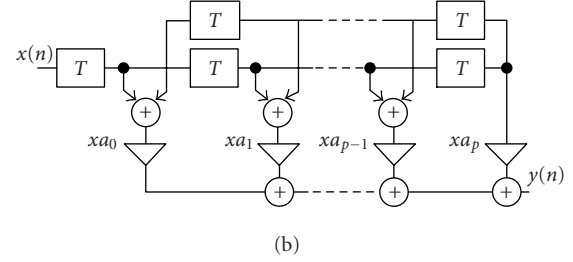 T T
x(n)
T T T
+ + +
xa₀ xa₁ xaₚ₋₁ xaₚ
y(n)
+ + +
(b)